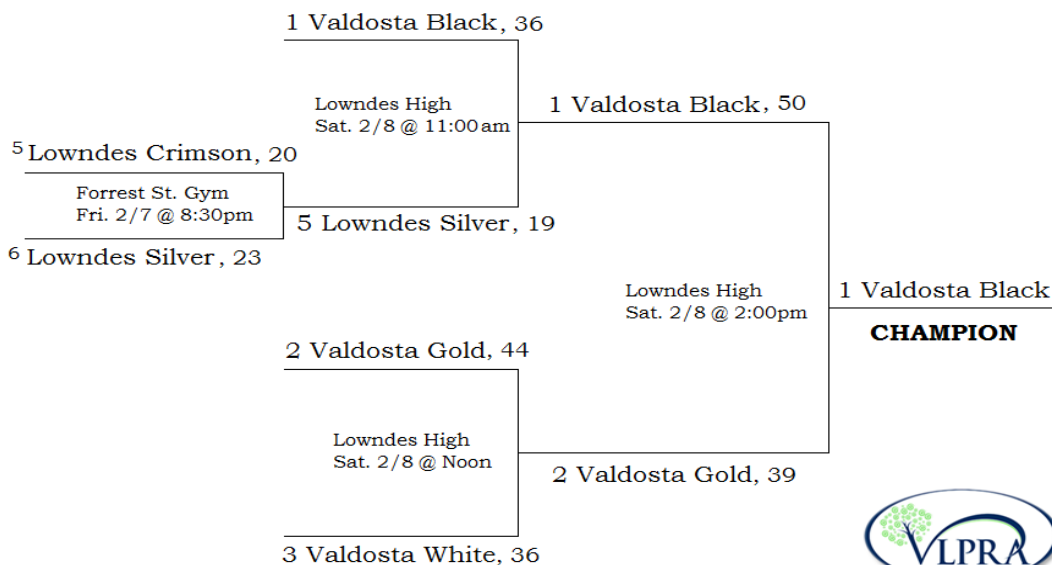 1 Valdosta Black, 36
Lowndes High
Sat. 2/8 @ 11:00am
1 Valdosta Black, 50
5 Lowndes Crimson, 20
Forrest St. Gym
Fri. 2/7 @ 8:30pm
5 Lowndes Silver, 19
6 Lowndes Silver, 23
Lowndes High
Sat. 2/8 @ 2:00pm
1 Valdosta Black
CHAMPION
2 Valdosta Gold, 44
Lowndes High
Sat. 2/8 @ Noon
2 Valdosta Gold, 39
3 Valdosta White, 36
VLPRA